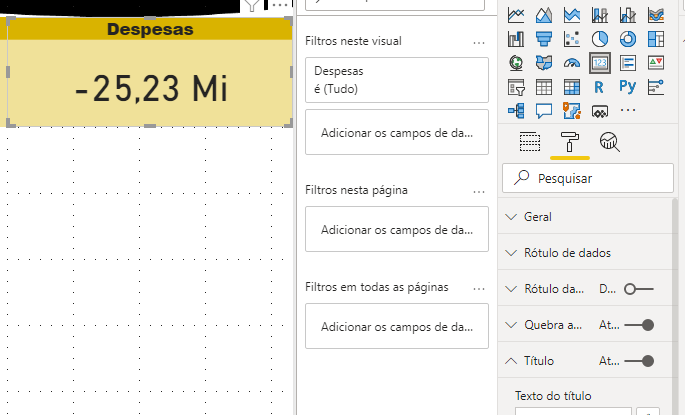 Despesas
-25,23 Mi
Filtros neste visual
...
Despesas
é (Tudo)
Adicionar os campos de da...
Filtros nesta página
...
Adicionar os campos de da...
Filtros em todas as páginas
...
Adicionar os campos de da...
123
R
Py
...
Pesquisar
Geral
Rótulo de dados
Rótulo da... D...
Quebra a... At...
Título At...
Texto do título